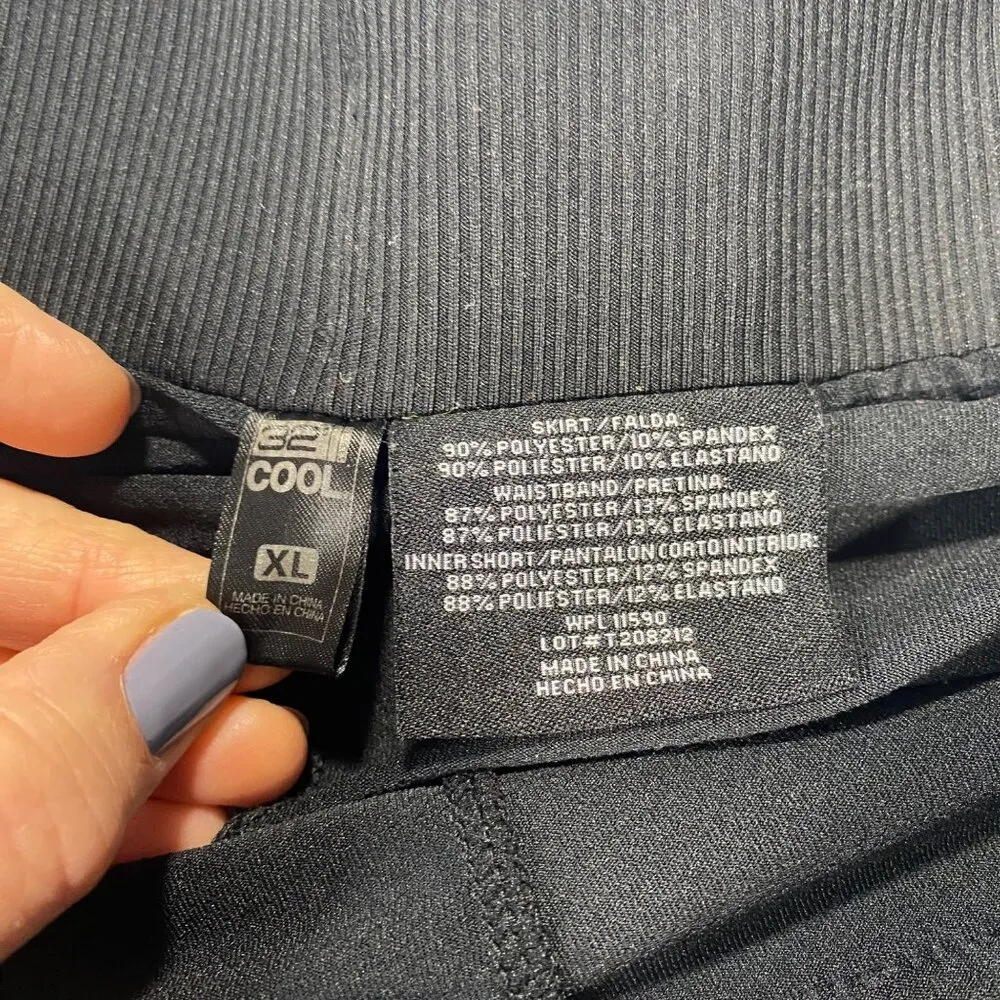 32
COOL
XL
MADE IN CHINA
HECHO EN CHINA
SKIRT/FALDA:
90% POLYESTER/10% SPANDEX
90% POLIESTER/10% ELASTANO
WAISTBAND/PRETINA:
87% POLYESTER/13% SPANDEX
87% POLIESTER/13% ELASTANO
INNER SHORT/PANTALÓN CORTO INTERIOR:
88% POLYESTER/12% SPANDEX
88% POLIESTER/12% ELASTANO
WPL 11590
LOT#T208212
MADE IN CHINA
HECHO EN CHINA